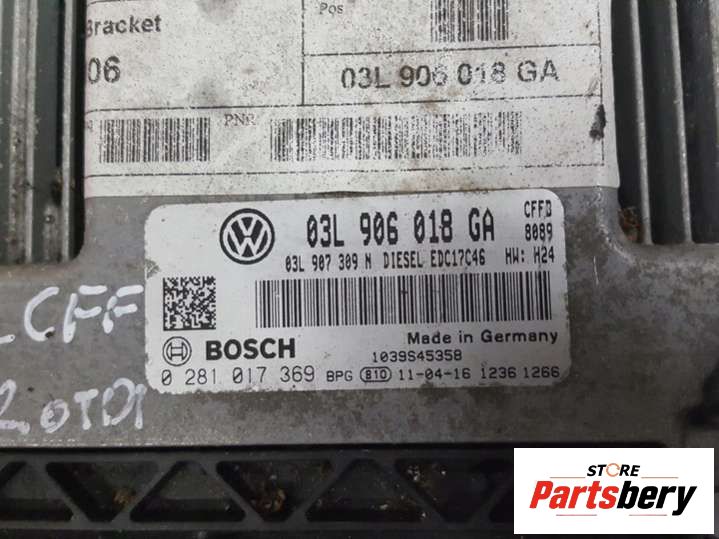 Bracket
06
Pos
03L 906 018 GA
PNR
03L 906 018 GA
CFFB
8089
03L 907 309 N DIESEL EDC17C46 HW: H24
Made in Germany
BOSCH
1039S45358
0 281 017 369 BPG 810 11-04-16 1236 1266
CFF
2.0TDI
STORE
Partsbery